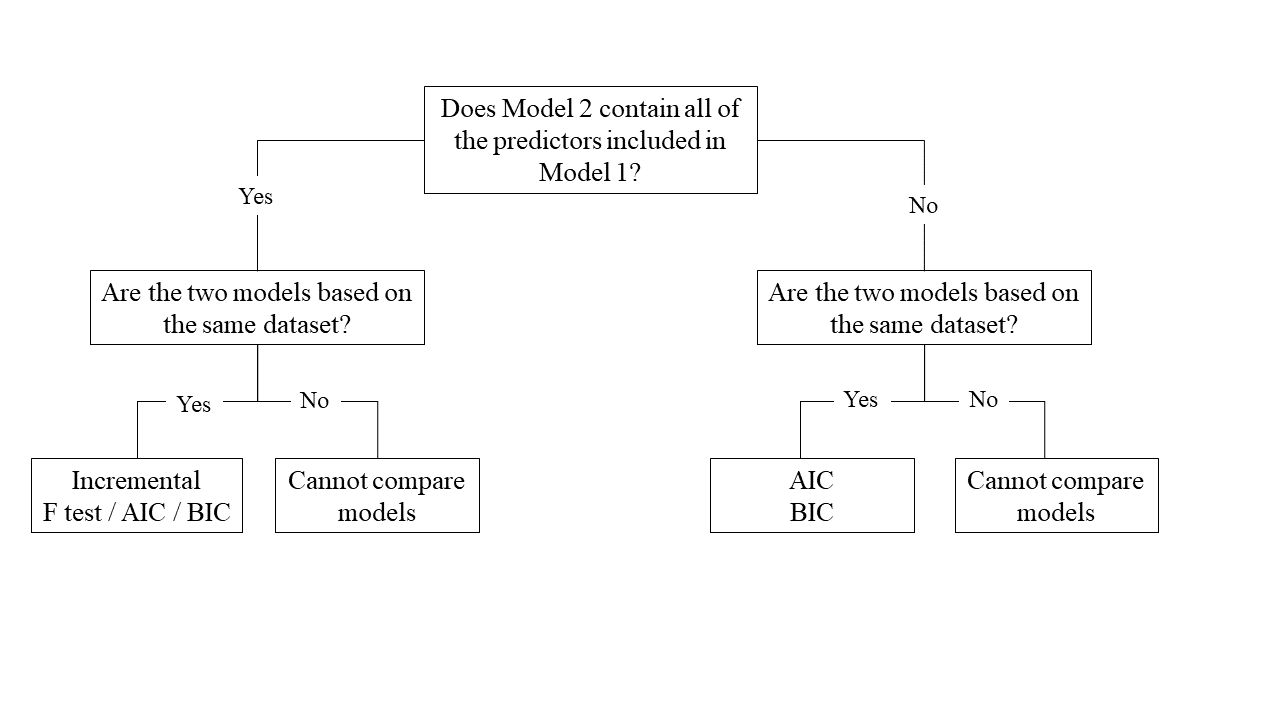 Does Model 2 contain all of
the predictors included in
Model 1?
Yes
No
Are the two models based on
the same dataset?
Are the two models based on
the same dataset?
Yes
No
Yes
No
Incremental
F test / AIC / BIC
Cannot compare
models
AIC
BIC
Cannot compare
models